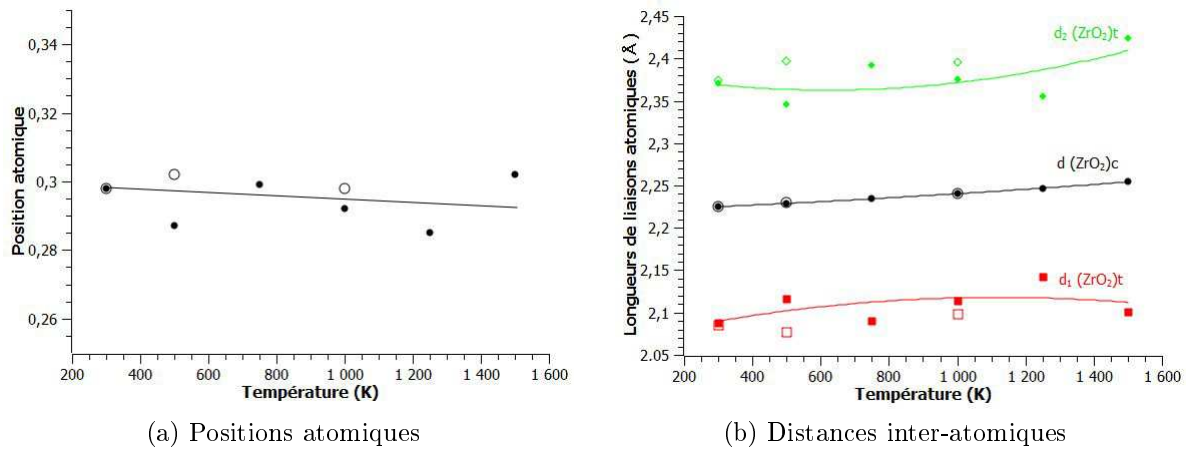 Position atomique
0,34
0,32
0,3
0,28
0,26
200 400 600 800 1 000 1 200 1 400 1 600
Température (K)
(a) Positions atomiques
Longueurs de liaisons atomiques (Å)
2,45
2,4
2,35
2,3
2,25
2,2
2,15
2,1
2.05
d₂ (ZrO₂)t
d (ZrO₂)c
d₁ (ZrO₂)t
200 400 600 800 1 000 1 200 1 400 1 600
Température (K)
(b) Distances inter-atomiques